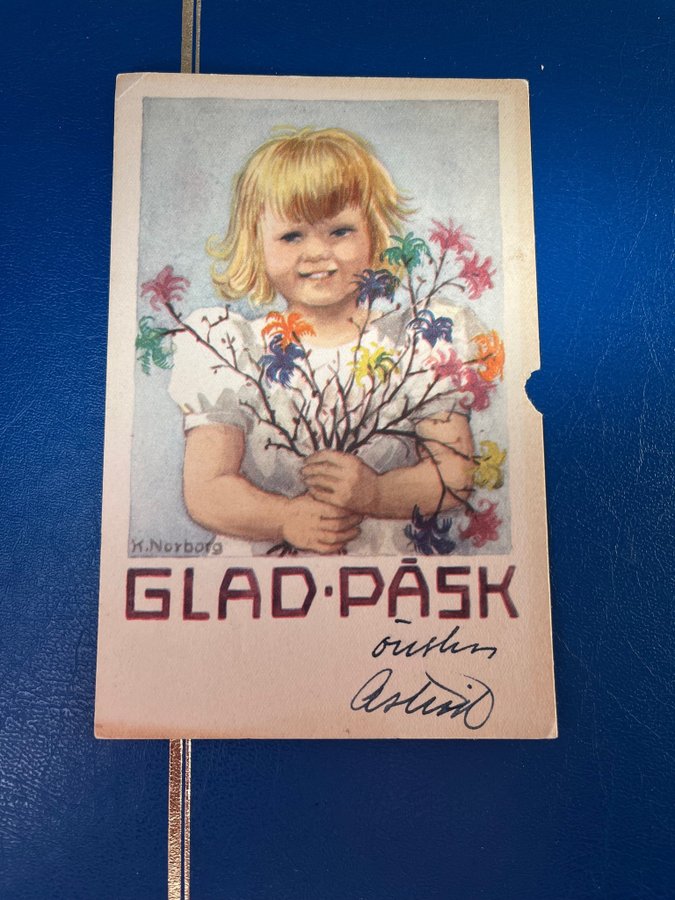 K. Norborg
GLAD·PÅSK
önskar
Astrid